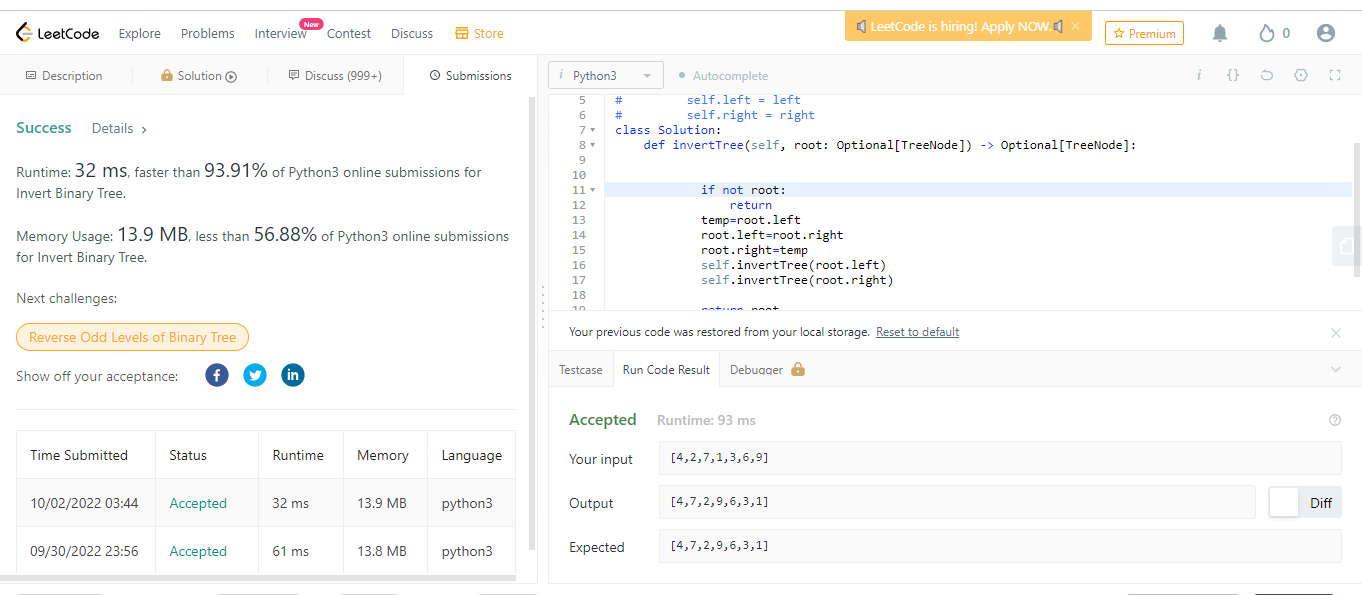 LeetCode Explore Problems Interview New Contest Discuss Store LeetCode is hiring! Apply NOW. × Premium 0
Description Solution Discuss (999+) Submissions
Success Details >
Runtime: 32 ms, faster than 93.91% of Python3 online submissions for
Invert Binary Tree.
Memory Usage: 13.9 MB, less than 56.88% of Python3 online submissions
for Invert Binary Tree.
Next challenges:
Reverse Odd Levels of Binary Tree
Show off your acceptance:
Time Submitted Status Runtime Memory Language
10/02/2022 03:44 Accepted 32 ms 13.9 MB python3
09/30/2022 23:56 Accepted 61 ms 13.8 MB python3
i Python3 Autocomplete i {}
5 # self.left = left
6 # self.right = right
7 class Solution:
8 def invertTree(self, root: Optional[TreeNode]) -> Optional[TreeNode]:
9
10
11 if not root:
12 return
13 temp=root.left
14 root.left=root.right
15 root.right=temp
16 self.invertTree(root.left)
17 self.invertTree(root.right)
18
19 return root
Your previous code was restored from your local storage. Reset to default
Testcase Run Code Result Debugger
Accepted Runtime: 93 ms
Your input [4,2,7,1,3,6,9]
Output [4,7,2,9,6,3,1] Diff
Expected [4,7,2,9,6,3,1]